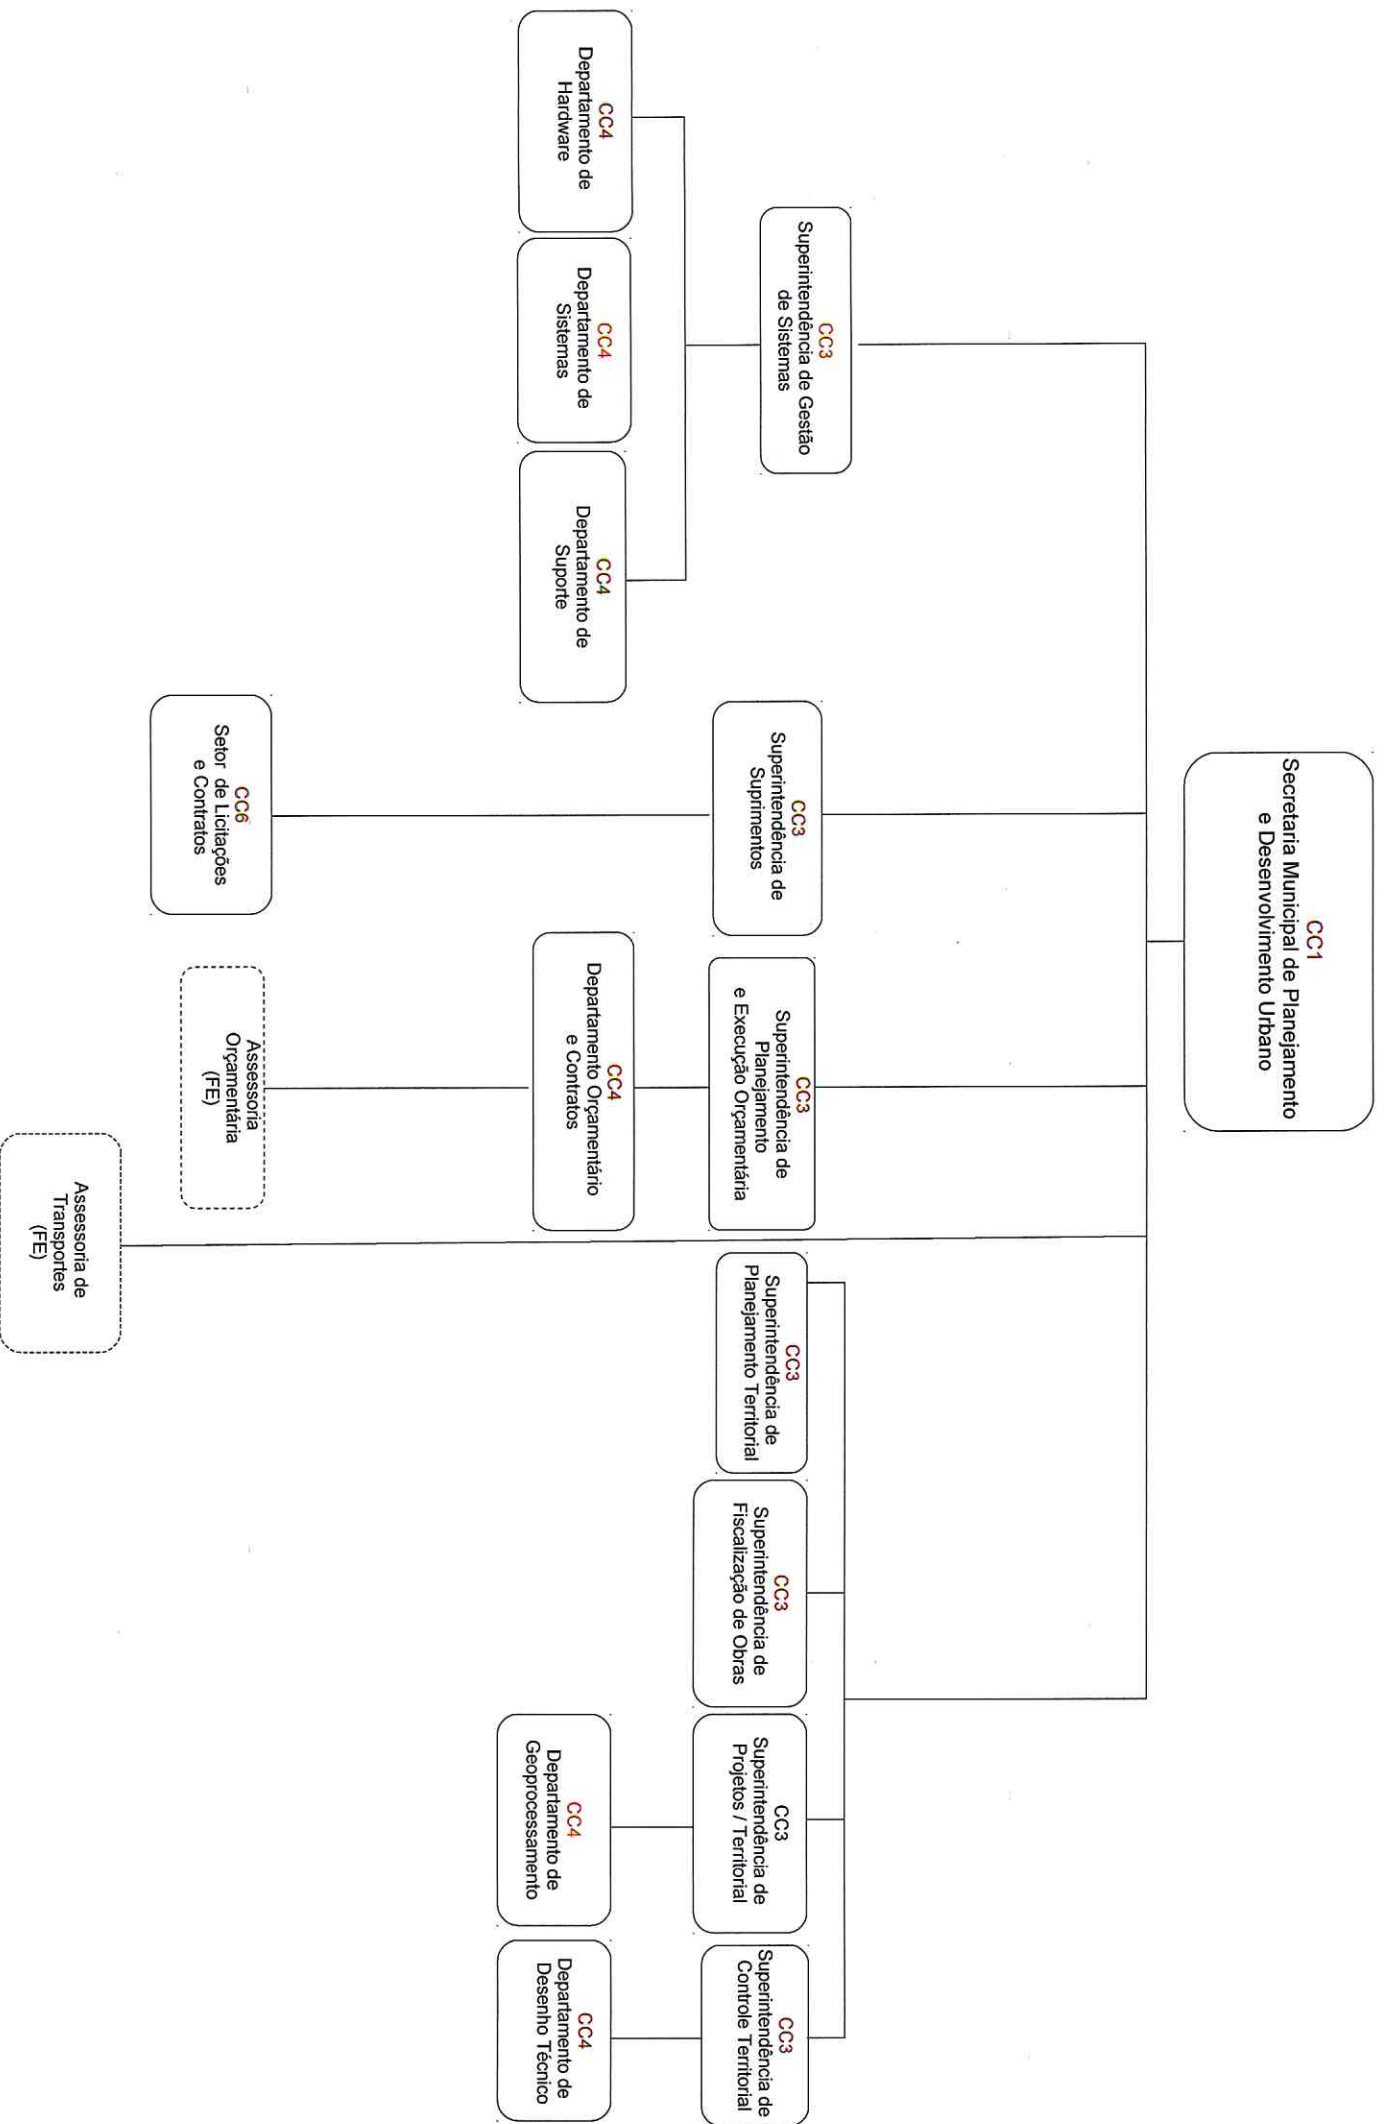 CC1
Secretaria Municipal de Planejamento
e Desenvolvimento Urbano
CC3
Superintendência de Gestão
de Sistemas
CC3
Superintendência de
Suprimentos
CC3
Superintendência de
Planejamento
e Execução Orçamentária
CC3
Superintendência de
Planejamento Territorial
CC3
Superintendência de
Fiscalização de Obras
CC3
Superintendência de
Projetos / Territorial
CC3
Superintendência de
Controle Territorial
CC4
Departamento de
Hardware
CC4
Departamento de
Sistemas
CC4
Departamento de
Suporte
CC4
Departamento Orçamentário
e Contratos
CC4
Departamento de
Geoprocessamento
CC4
Departamento de
Desenho Técnico
CC6
Setor de Licitações
e Contratos
Assessoria
Orçamentária
(FE)
Assessoria de
Transportes
(FE)